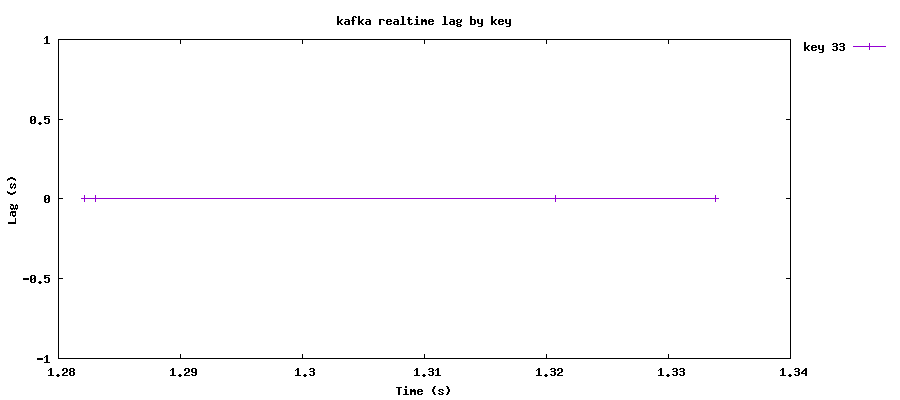 kafka realtime lag by key
key 33
1
0.5
0
-0.5
-1
Lag (s)
1.28 1.29 1.3 1.31 1.32 1.33 1.34
Time (s)